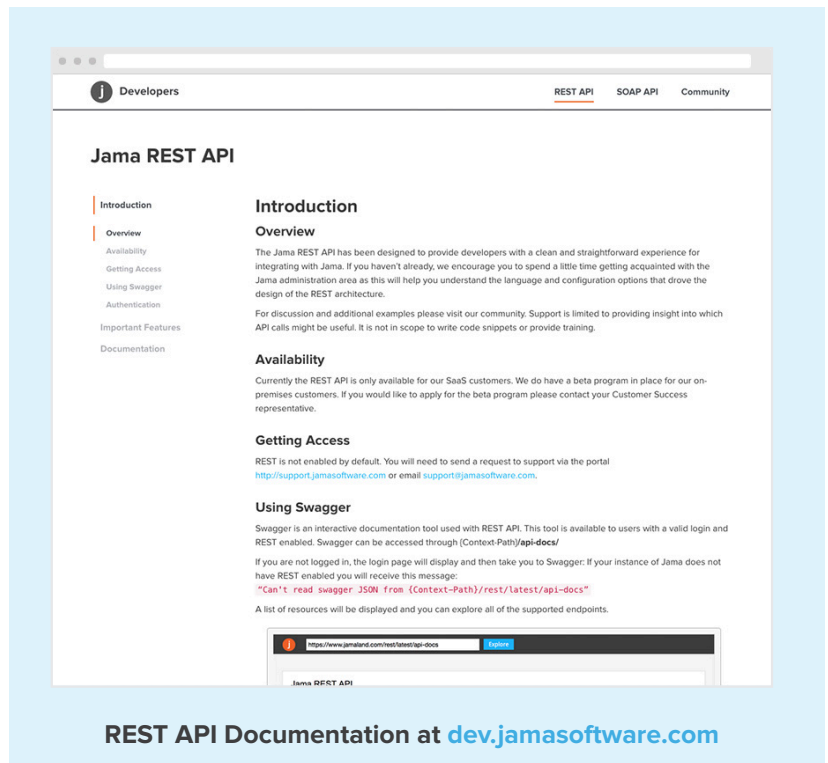 j Developers
REST API SOAP API Community
Jama REST API
Introduction
Overview
Availability
Getting Access
Using Swagger
Authentication
Important Features
Documentation
Introduction
Overview
The Jama REST API has been designed to provide developers with a clean and straightforward experience for
integrating with Jama. If you haven't already, we encourage you to spend a little time getting acquainted with the
Jama administration area as this will help you understand the language and configuration options that drove the
design of the REST architecture.
For discussion and additional examples please visit our community. Support is limited to providing insight into which
API calls might be useful. It is not in scope to write code snippets or provide training.
Availability
Currently the REST API is only available for our SaaS customers. We do have a beta program in place for our on-
premises customers. If you would like to apply for the beta program please contact your Customer Success
representative.
Getting Access
REST is not enabled by default. You will need to send a request to support via the portal
http://support.jamasoftware.com or email support@jamasoftware.com.
Using Swagger
Swagger is an interactive documentation tool used with REST API. This tool is available to users with a valid login and
REST enabled. Swagger can be accessed through {Context-Path}/api-docs/
If you are not logged in, the login page will display and then take you to Swagger: If your instance of Jama does not
have REST enabled you will receive this message:
"Can't read swagger JSON from {Context-Path}/rest/latest/api-docs"
A list of resources will be displayed and you can explore all of the supported endpoints.
j https://www.jamaland.com/rest/latest/api-docs Explore
Jama REST API
REST API Documentation at dev.jamasoftware.com